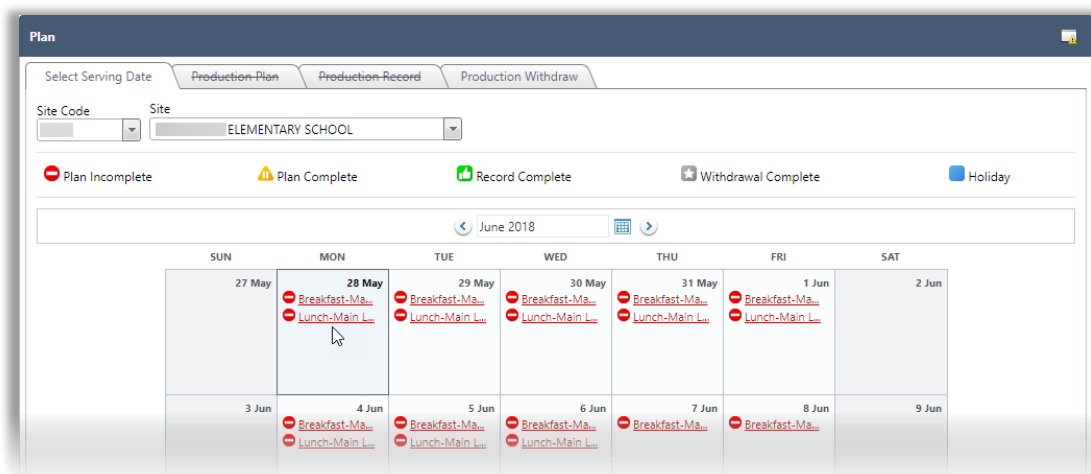 Plan
Select Serving Date Production Plan Production Record Production Withdraw
Site Code Site
ELEMENTARY SCHOOL
Plan Incomplete Plan Complete Record Complete Withdrawal Complete Holiday
June 2018
SUN MON TUE WED THU FRI SAT
27 May 28 May 29 May 30 May 31 May 1 Jun 2 Jun
Breakfast-Ma... Breakfast-Ma... Breakfast-Ma... Breakfast-Ma... Breakfast-Ma...
Lunch-Main L... Lunch-Main L... Lunch-Main L... Lunch-Main L... Lunch-Main L...
3 Jun 4 Jun 5 Jun 6 Jun 7 Jun 8 Jun 9 Jun
Breakfast-Ma... Breakfast-Ma... Breakfast-Ma... Breakfast-Ma... Breakfast-Ma...
Lunch-Main L... Lunch-Main L... Lunch-Main L...